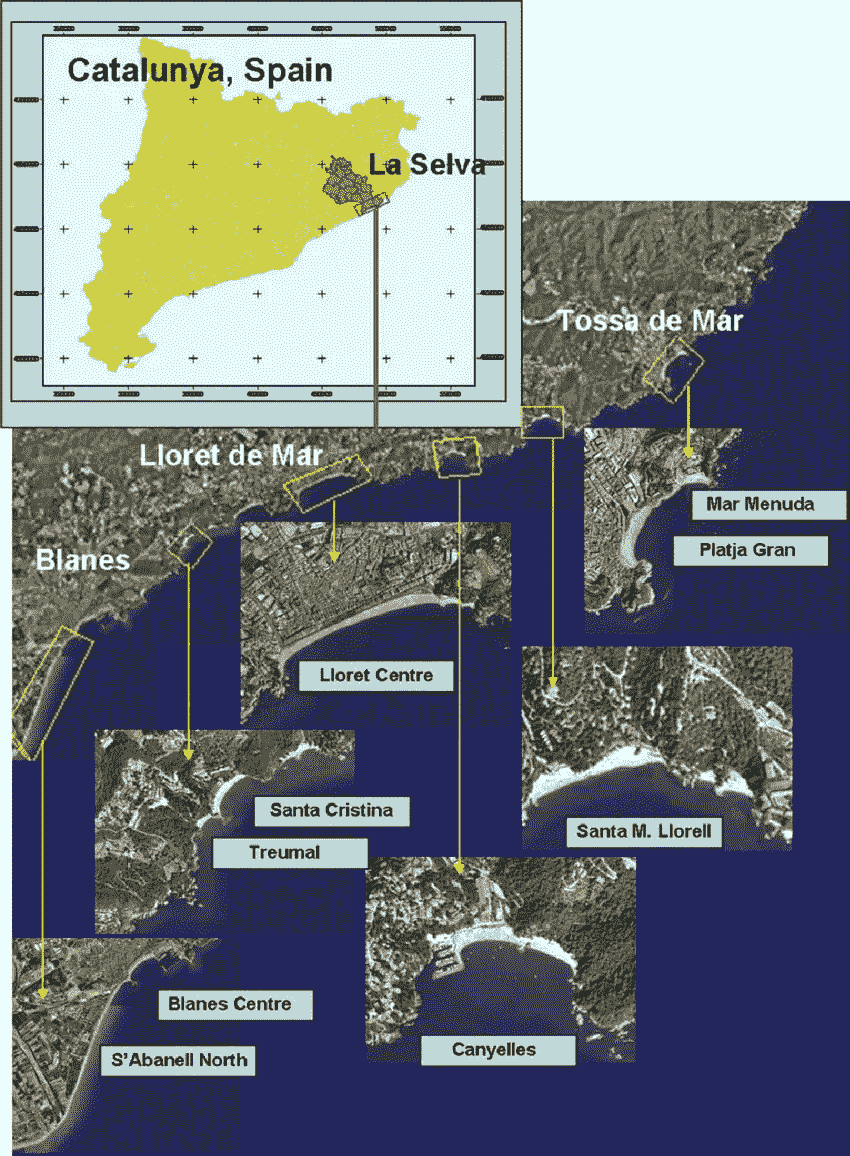 Catalunya, Spain
La Selva
Tossa de Mar
Lloret de Mar
Mar Menuda
Platja Gran
Blanes
Lloret Centre
Santa Cristina
Santa M. Llorell
Treumal
Blanes Centre
Canyelles
S'Abanell North